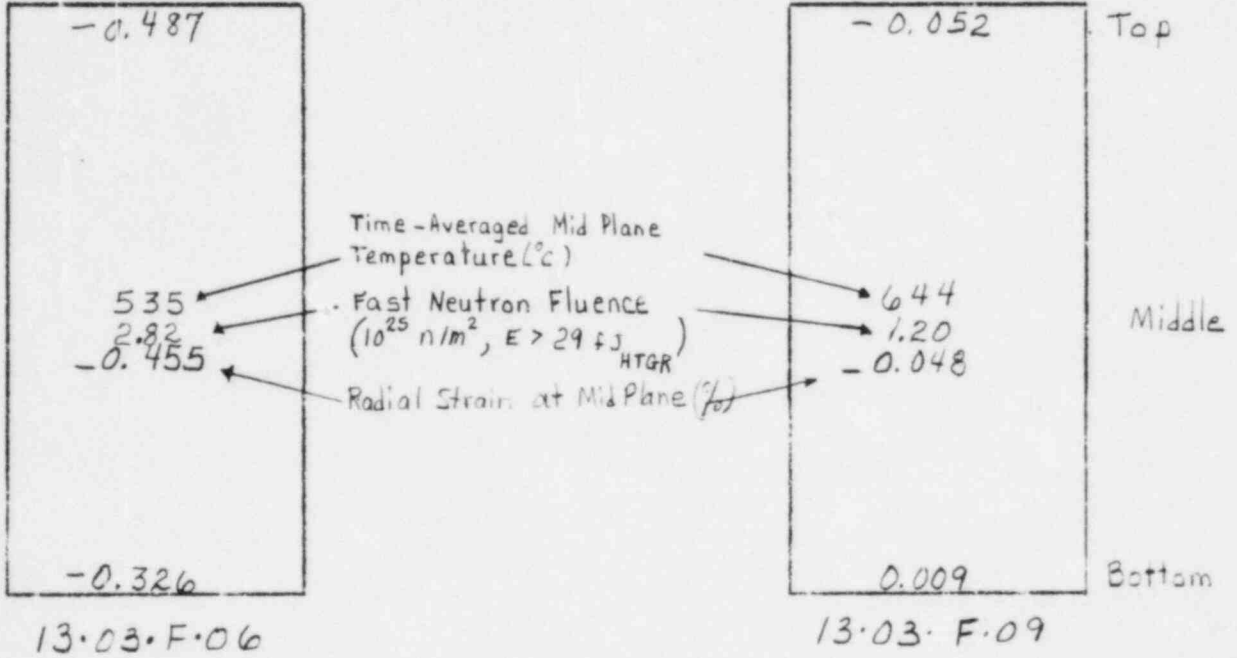 -0.487
-0.052
Top
Time-Averaged Mid Plane
Temperature (°c)
535
644
Fast Neutron Fluence
2.82
1.20
Middle
(10^25 n/m^2, E > 29 fJ HTGR)
-0.455
-0.048
Radial Strain at Mid Plane (%)
-0.326
0.009
Bottom
13.03.F.06
13.03.F.09